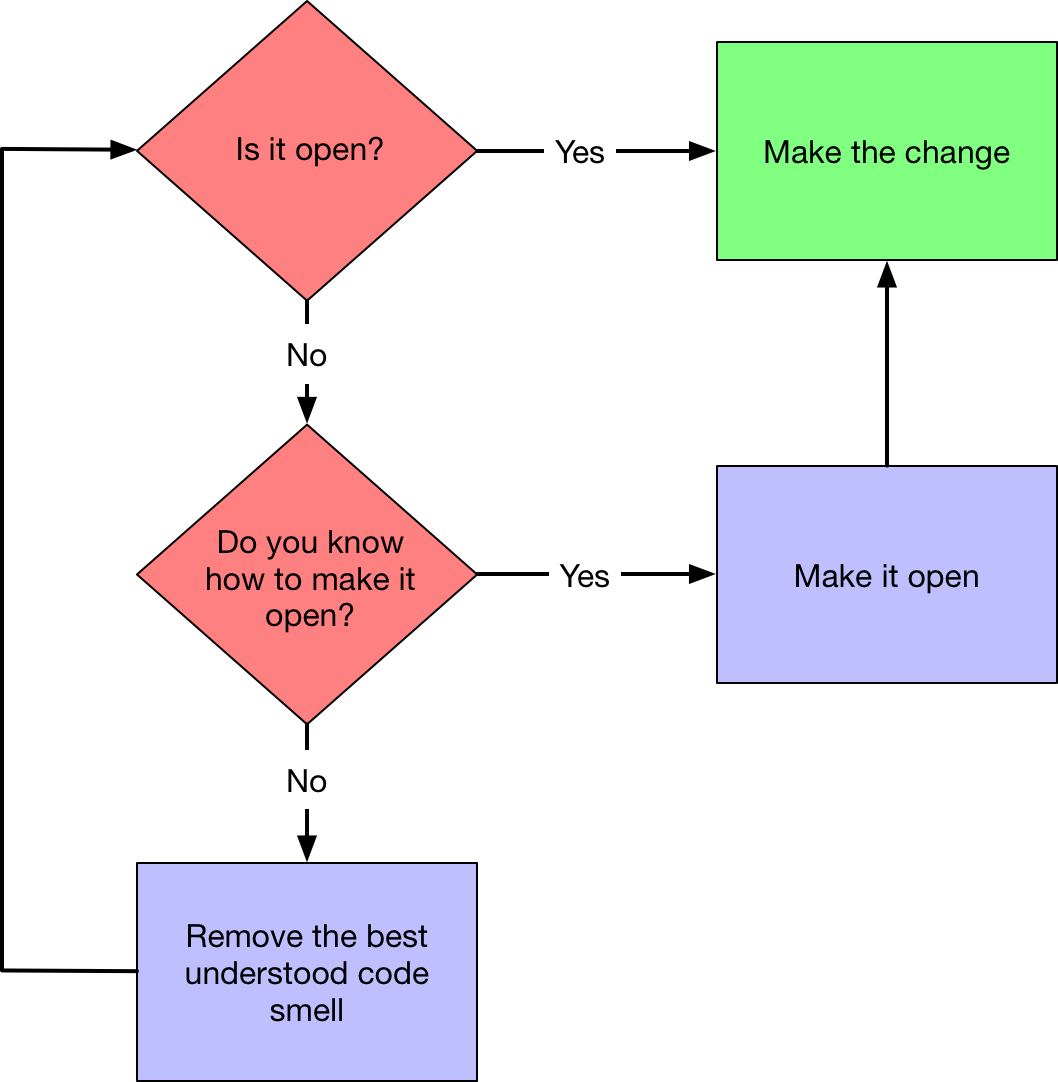 Is it open?
Yes
Make the change
No
Do you know
how to make it
open?
Yes
Make it open
No
Remove the best
understood code
smell